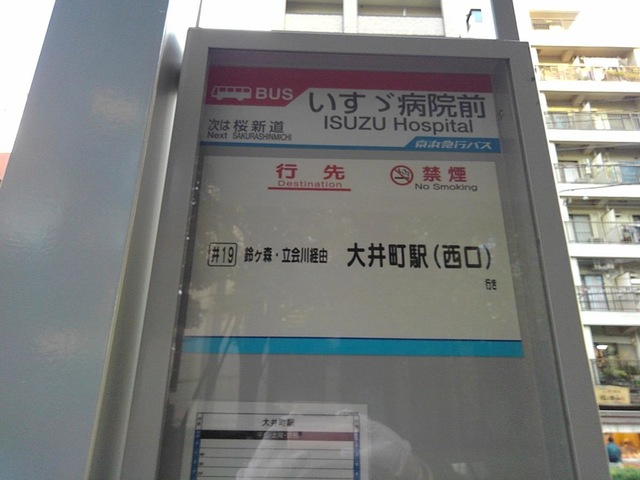 BUS
いすゞ病院前
ISUZU Hospital
次は 桜新道
Next SAKURASHINMICHI
京浜急行バス
行先
Destination
禁煙
No Smoking
井19 鈴ヶ森・立会川経由 大井町駅(西口)
行き
大井町駅